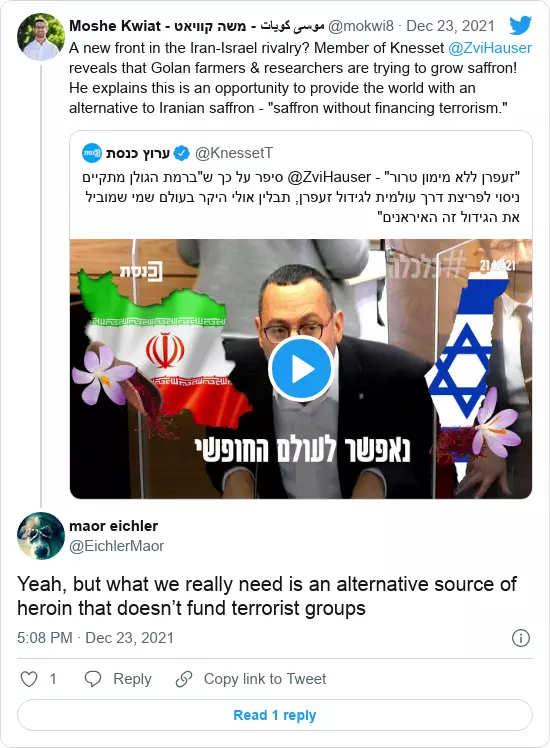 Moshe Kwiat - موسى كويات - משה קוויאט @mokwi8 · Dec 23, 2021
A new front in the Iran-Israel rivalry? Member of Knesset @ZviHauser
reveals that Golan farmers & researchers are trying to grow saffron!
He explains this is an opportunity to provide the world with an
alternative to Iranian saffron - "saffron without financing terrorism."
ערוץ כנסת @KnessetT
"זעפרן ללא מימון טרור" - @ZviHauser סיפר על כך ש"ברמת הגולן מתקיים
ניסוי לפריצת דרך עולמית לגידול זעפרן, תבלין אולי היקר בעולם שמי שמוביל
את הגידול זה האיראנים"
כנסת
#כלכלה
21.12.21
נאפשר לעולם החופשי
maor eichler
@EichlerMaor
Yeah, but what we really need is an alternative source of
heroin that doesn't fund terrorist groups
5:08 PM · Dec 23, 2021
1 Reply Copy link to Tweet
Read 1 reply